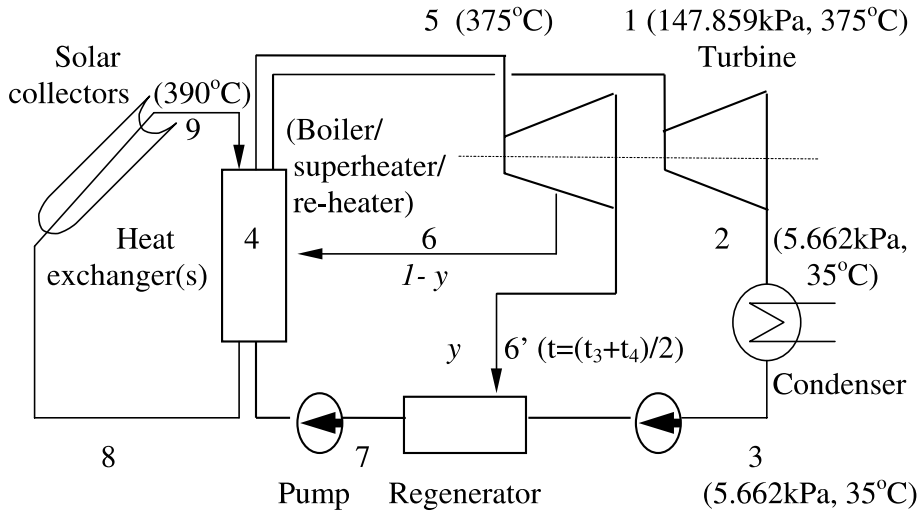 5 (375°C)
1 (147.859kPa, 375°C)
Turbine
Solar
collectors
(390°C)
9
(Boiler/
superheater/
re-heater)
Heat
exchanger(s)
4
6
1- y
2
(5.662kPa,
35°C)
y
6’ (t=(t₃+t₄)/2)
Condenser
8
7
3
Pump
Regenerator
(5.662kPa, 35°C)